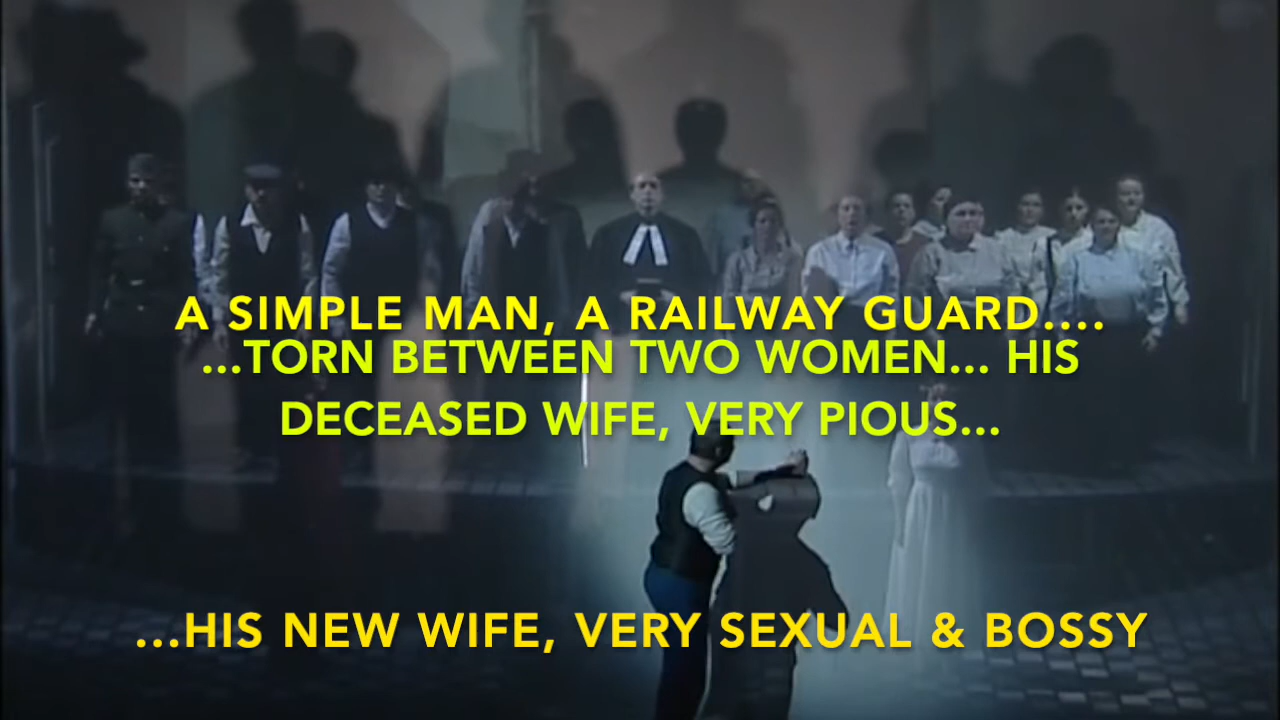 A SIMPLE MAN, A RAILWAY GUARD....
...TORN BETWEEN TWO WOMEN... HIS
DECEASED WIFE, VERY PIOUS...
...HIS NEW WIFE, VERY SEXUAL & BOSSY